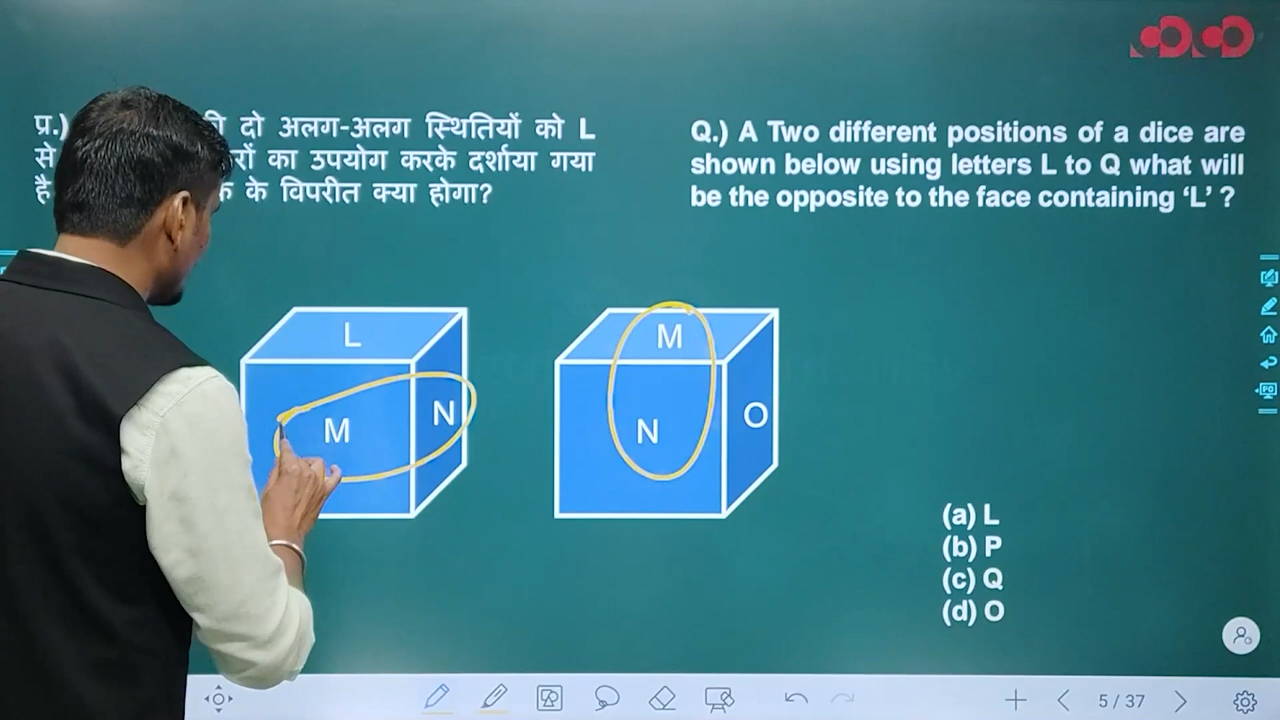 प्र.) दो अलग-अलग स्थितियों को L
से का उपयोग करके दर्शाया गया
है के विपरीत क्या होगा?
Q.) A Two different positions of a dice are
shown below using letters L to Q what will
be the opposite to the face containing ‘L’ ?
L
M
N
M
N
O
(a) L
(b) P
(c) Q
(d) O
5 / 37